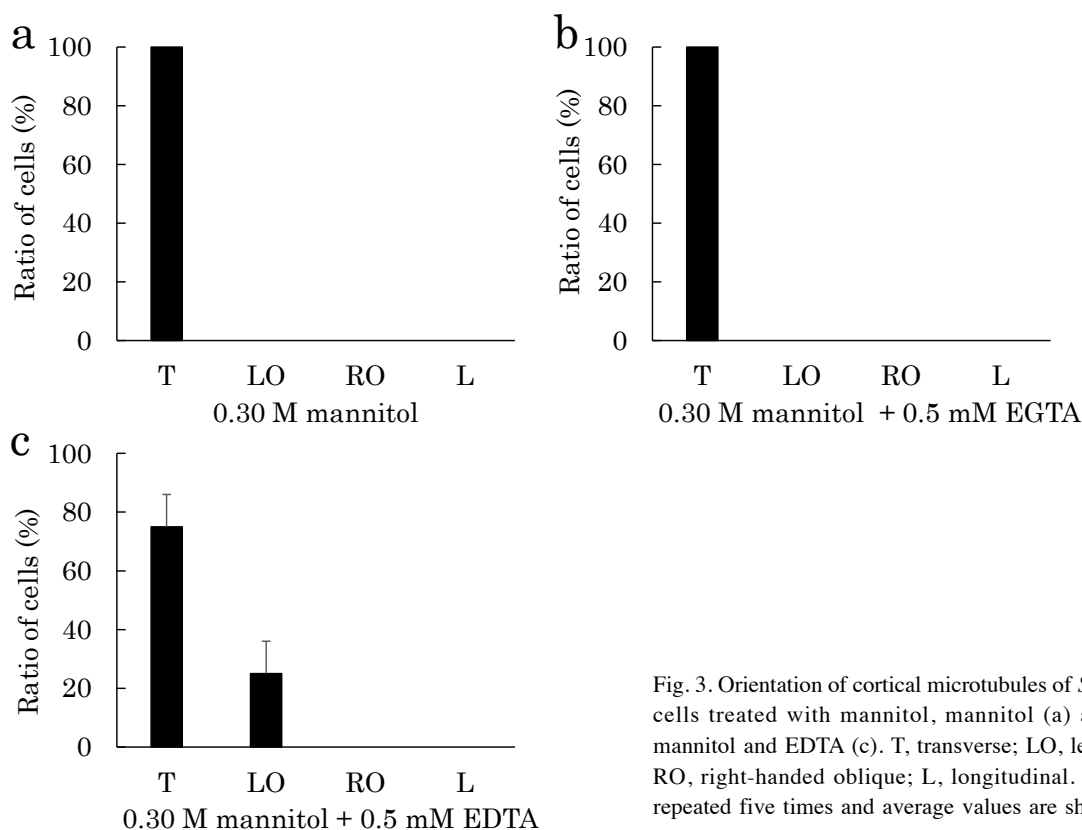 a
100
80
60
40
20
0
Ratio of cells (%)
T LO RO L
0.30 M mannitol
b
100
80
60
40
20
0
Ratio of cells (%)
T LO RO L
0.30 M mannitol + 0.5 mM EGTA
c
100
80
60
40
20
0
Ratio of cells (%)
T LO RO L
0.30 M mannitol + 0.5 mM EDTA
Fig. 3. Orientation of cortical microtubules of
cells treated with mannitol, mannitol (a)
mannitol and EDTA (c). T, transverse; LO,
RO, right-handed oblique; L, longitudinal.
repeated five times and average values are